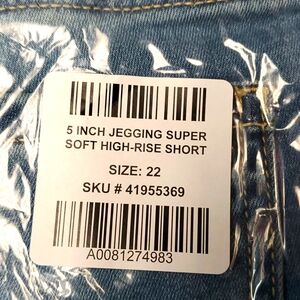 5 INCH JEGGING SUPER
SOFT HIGH-RISE SHORT
SIZE: 22
SKU # 41955369
A0081274983